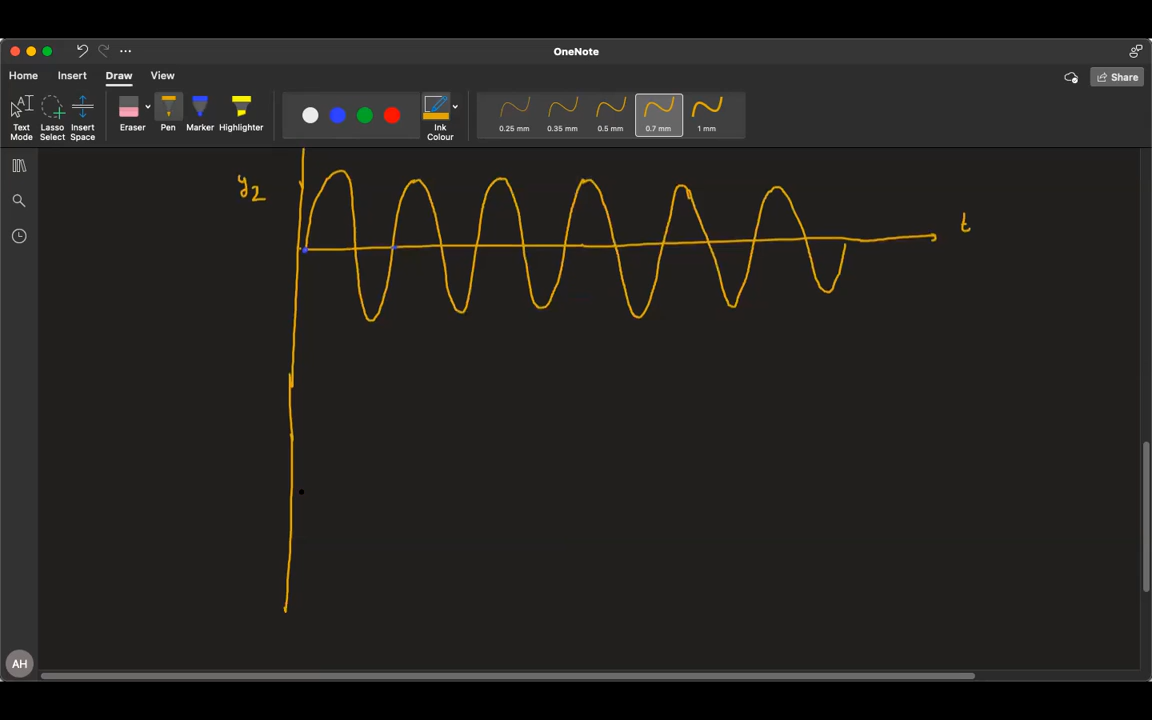 OneNote
Home Insert Draw View
Share
Text Mode
Lasso Select
Insert Space
Eraser
Pen
Marker
Highlighter
Ink Colour
0.25 mm
0.35 mm
0.5 mm
0.7 mm
1 mm
y2
t
AH